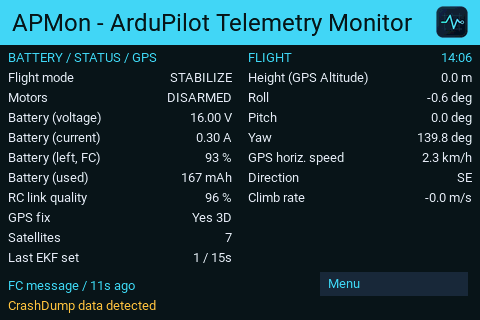 APMon - ArduPilot Telemetry Monitor
BATTERY / STATUS / GPS
Flight mode STABILIZE
Motors DISARMED
Battery (voltage) 16.00 V
Battery (current) 0.30 A
Battery (left, FC) 93 %
Battery (used) 167 mAh
RC link quality 96 %
GPS fix Yes 3D
Satellites 7
Last EKF set 1 / 15s
FC message / 11s ago
CrashDump data detected
FLIGHT 14:06
Height (GPS Altitude) 0.0 m
Roll -0.6 deg
Pitch 0.0 deg
Yaw 139.8 deg
GPS horiz. speed 2.3 km/h
Direction SE
Climb rate -0.0 m/s
Menu